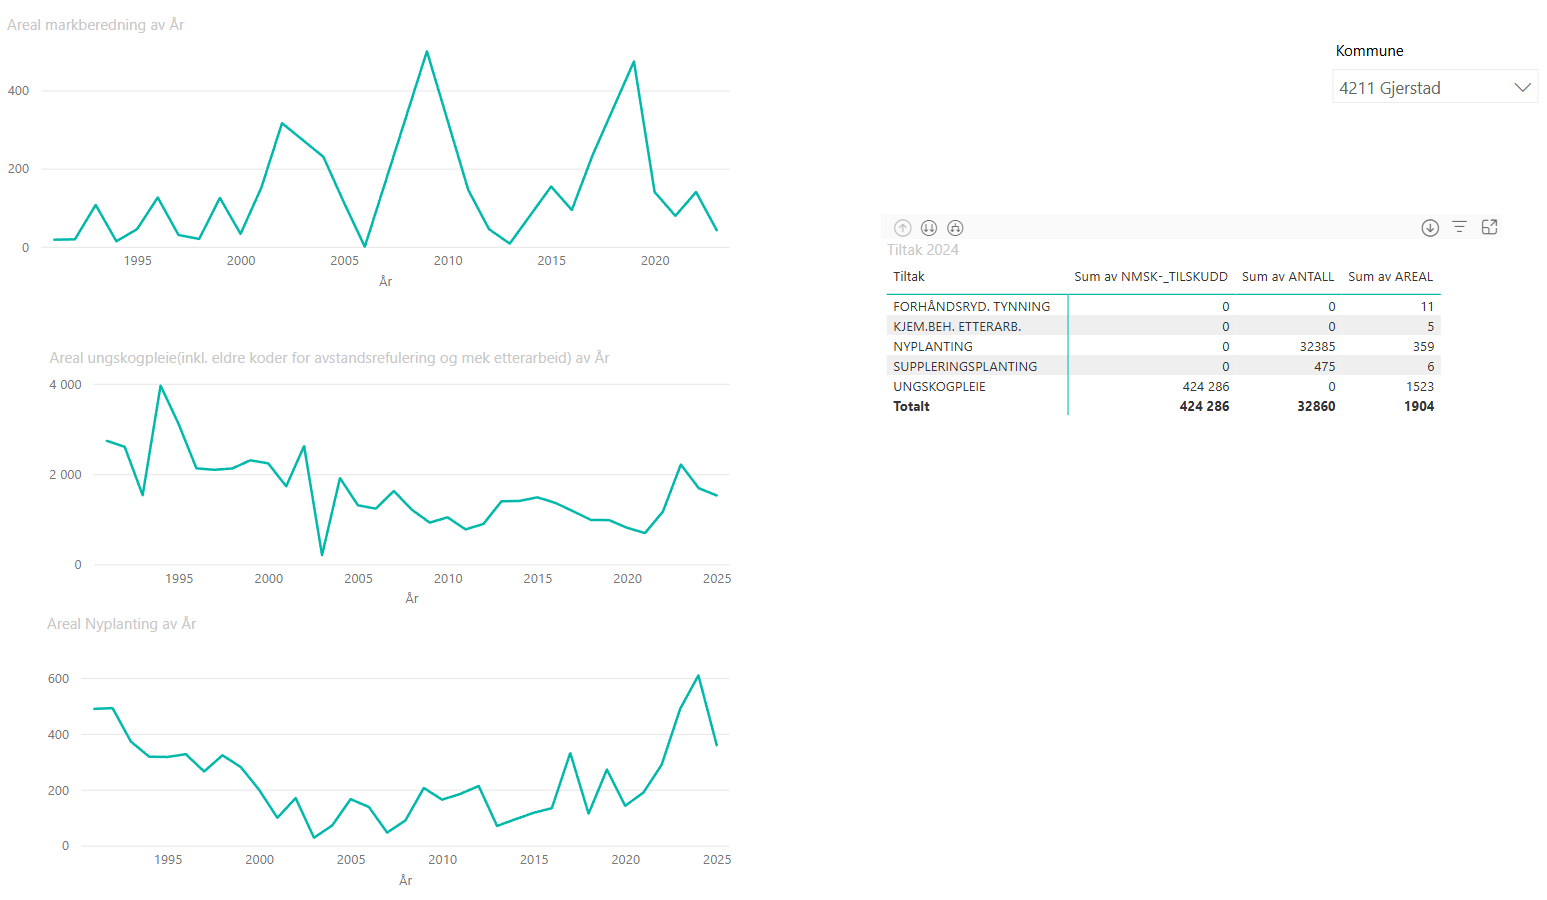 Areal markberedning av År
400
200
0
1995 2000 2005 2010 2015 2020
År
Areal ungskogpleie(inkl. eldre koder for avstandsrefulering og mek etterarbeid) av År
4 000
2 000
0
1995 2000 2005 2010 2015 2020 2025
År
Areal Nyplanting av År
600
400
200
0
1995 2000 2005 2010 2015 2020 2025
År
Kommune
4211 Gjerstad
Tiltak 2024
Tiltak Sum av NMSK-_TILSKUDD Sum av ANTALL Sum av AREAL
FORHÅNDSRYD. TYNNING 0 0 11
KJEM.BEH. ETTERARB. 0 0 5
NYPLANTING 0 32385 359
SUPPLERINGSPLANTING 0 475 6
UNGSKOGPLEIE 424 286 0 1523
Totalt 424 286 32860 1904